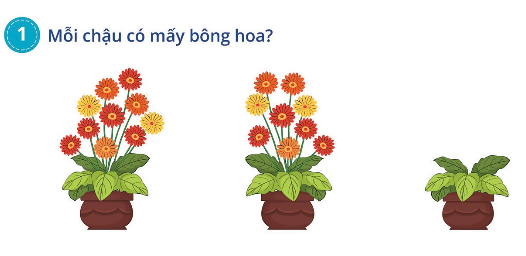 1 Mỗi chậu có mấy bông hoa?